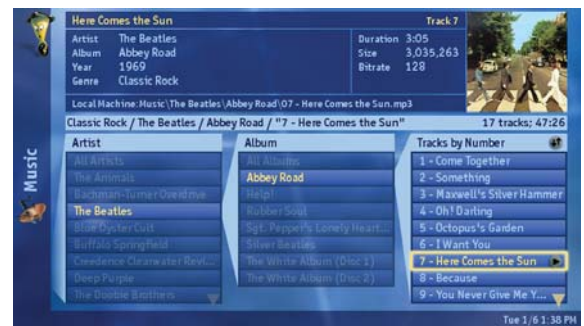 Here Comes the Sun
Track 7
Artist The Beatles
Album Abbey Road
Year 1969
Genre Classic Rock
Duration 3:05
Size 3,035,263
Bitrate 128
Local Machine:Music\The Beatles\Abbey Road\07 - Here Comes the Sun.mp3
Classic Rock / The Beatles / Abbey Road / "7 - Here Comes the Sun"
17 tracks; 47:26
Music
Artist
All Artists
The Animals
Bachman-Turner Overdrive
The Beatles
Blue Oyster Cult
Buffalo Springfield
Creedence Clearwater Revi...
Deep Purple
The Doobie Brothers
Album
All Albums
Abbey Road
Help!
Rubber Soul
Sgt. Pepper's Lonely Heart...
Silver Beatles
The White Album (Disc 1)
The White Album (Disc 2)
Tracks by Number
1 - Come Together
2 - Something
3 - Maxwell's Silver Hammer
4 - Oh! Darling
5 - Octopus's Garden
6 - I Want You
7 - Here Comes the Sun
8 - Because
9 - You Never Give Me Y...
Tue 1/6 1:38 PM